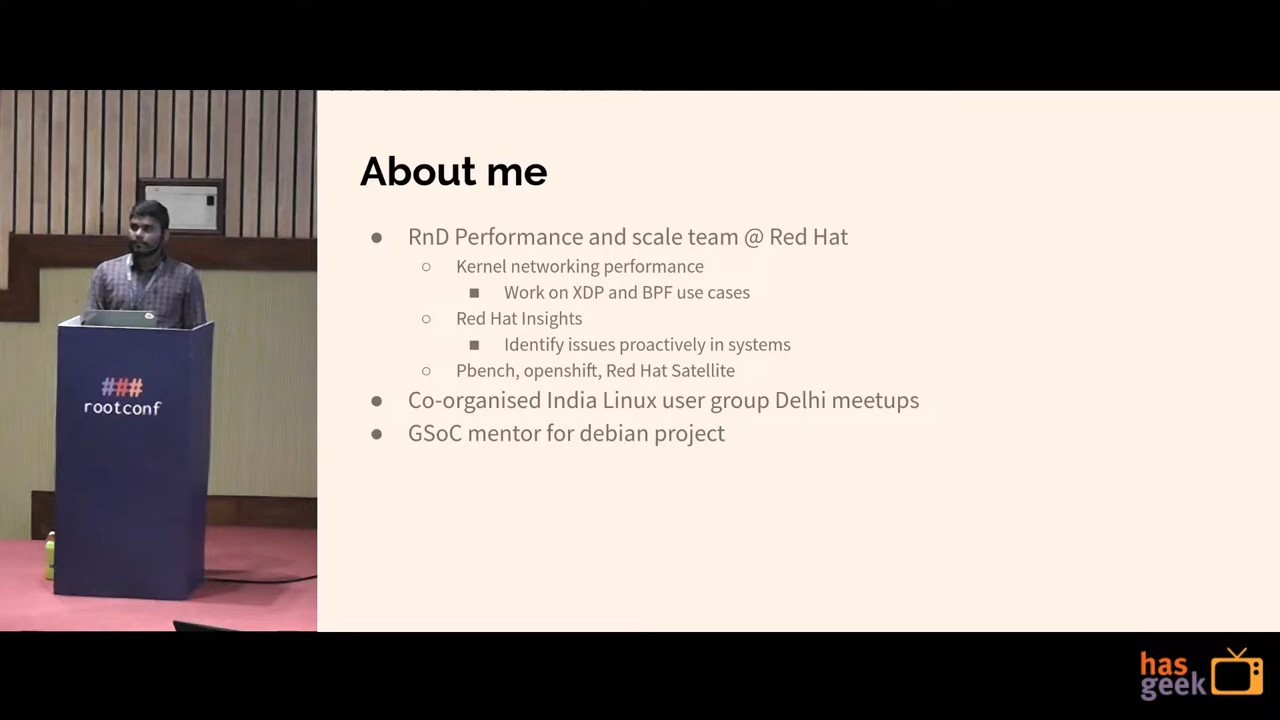 About me
● RnD Performance and scale team @ Red Hat
○ Kernel networking performance
■ Work on XDP and BPF use cases
○ Red Hat Insights
■ Identify issues proactively in systems
○ Pbench, openshift, Red Hat Satellite
● Co-organised India Linux user group Delhi meetups
● GSoC mentor for debian project
###
rootconf
has
geek